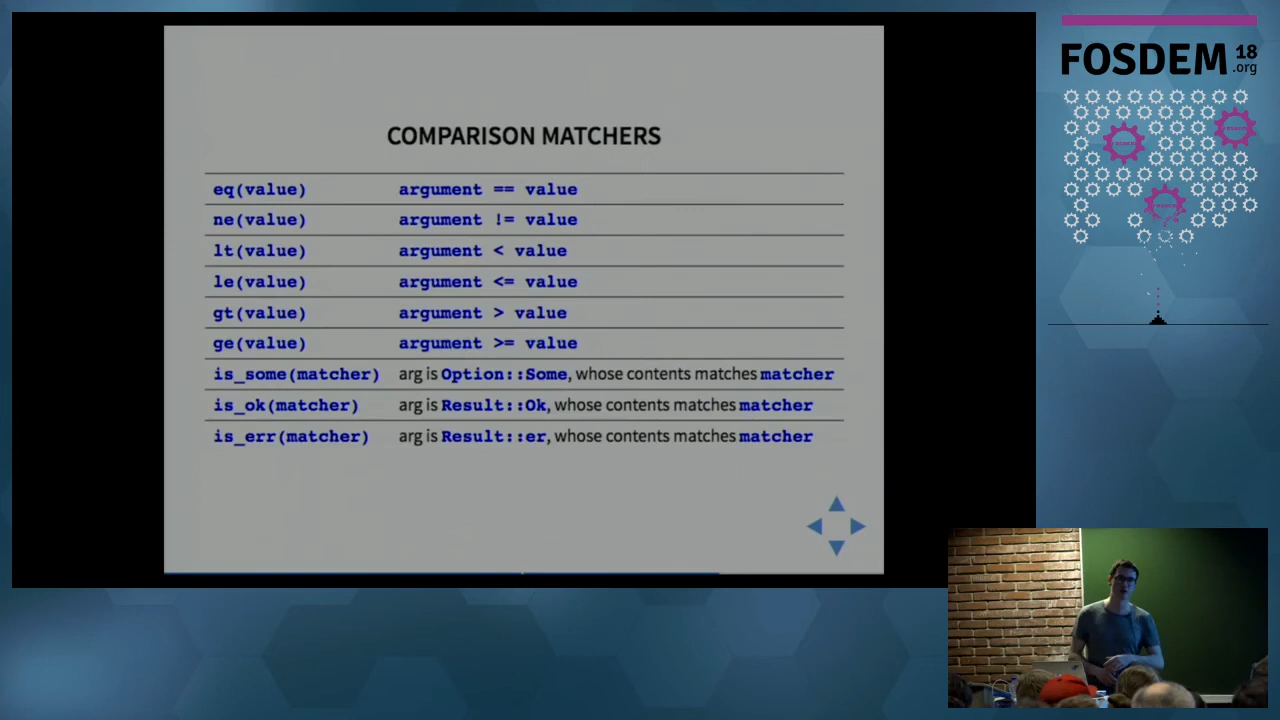 COMPARISON MATCHERS
eq(value) argument == value
ne(value) argument != value
lt(value) argument < value
le(value) argument <= value
gt(value) argument > value
ge(value) argument >= value
is_some(matcher) arg is Option::Some, whose contents matches matcher
is_ok(matcher) arg is Result::Ok, whose contents matches matcher
is_err(matcher) arg is Result::er, whose contents matches matcher
FOSDEM 18
.org